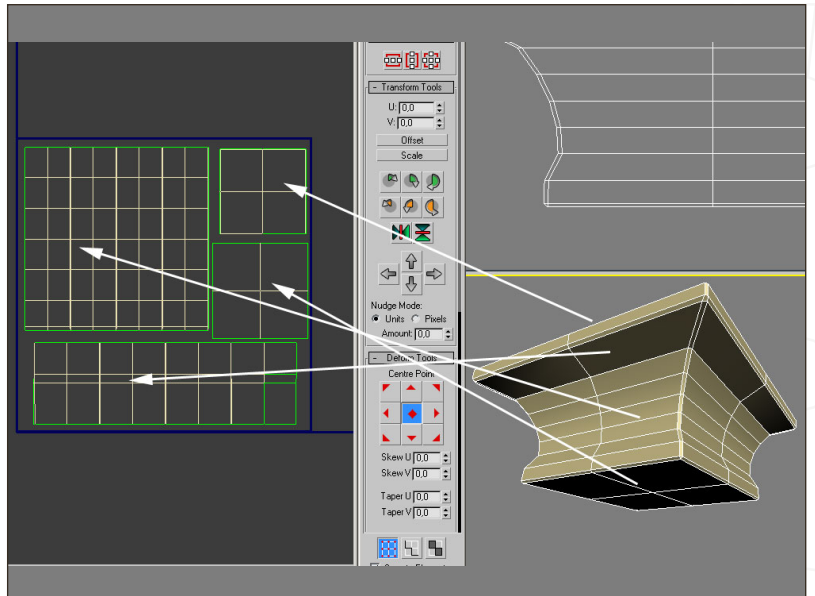 - Transform Tools
U: 0,0
V: 0,0
Offset
Scale
Nudge Mode:
Units Pixels
Amount: 0,0
- Deform Tools
Centre Point
Skew U 0,0
Skew V 0,0
Taper U 0,0
Taper V 0,0